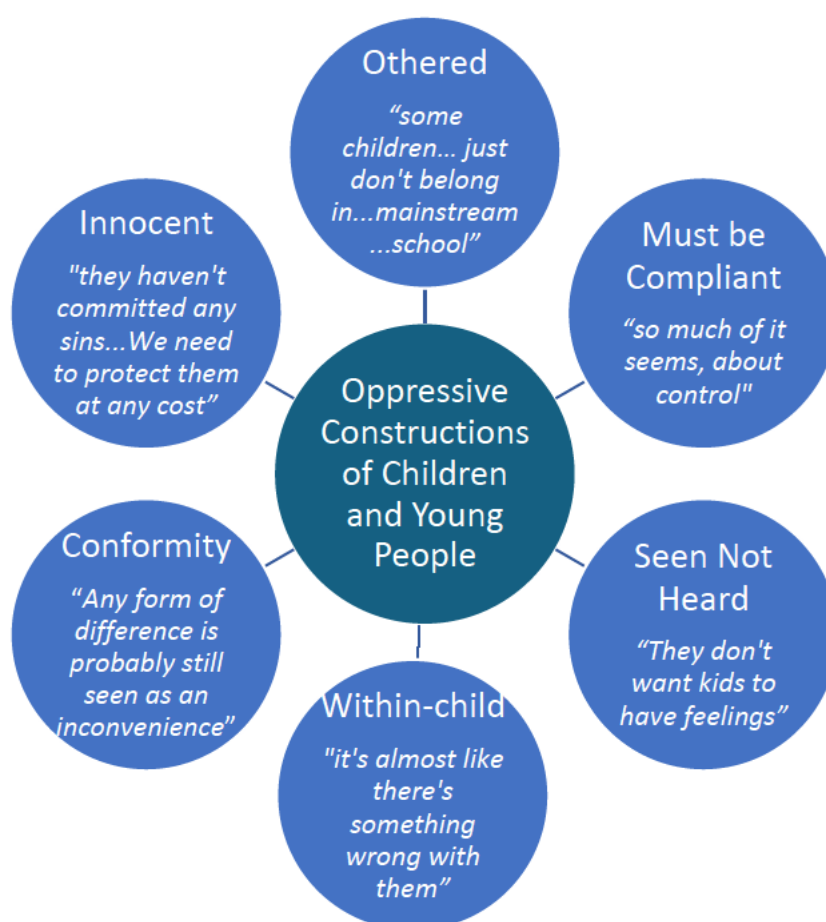 Othered
“some
children… just
don't belong
in...mainstream
...school”
Must be
Compliant
“so much of it
seems, about
control"
Seen Not
Heard
“They don't
want kids to
have feelings”
Within-child
"it's almost like
there's
something
wrong with
them”
Conformity
“Any form of
difference is
probably still
seen as an
inconvenience”
Innocent
"they haven't
committed any
sins...We need
to protect them
at any cost”
Oppressive
Constructions
of Children
and Young
People